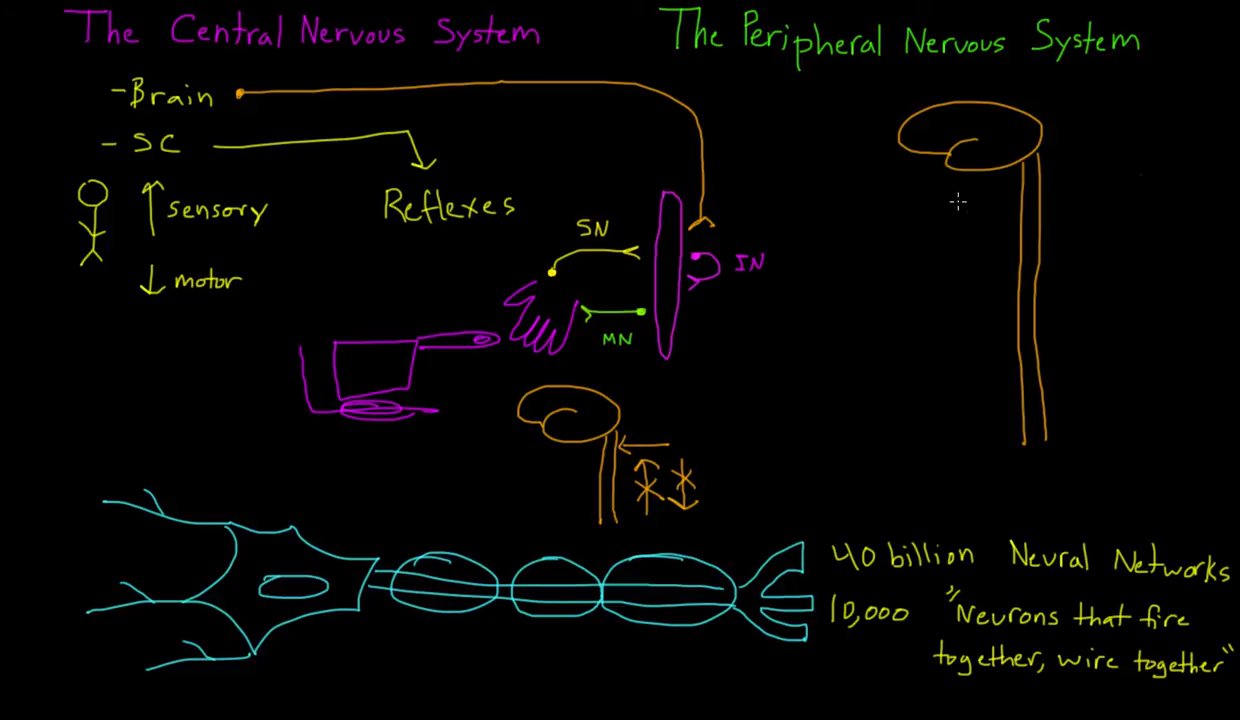 The Central Nervous System
The Peripheral Nervous System
-Brain
- SC
sensory
Reflexes
motor
SN
IN
MN
40 billion Neural Networks
10,000 "Neurons that fire
together, wire together"